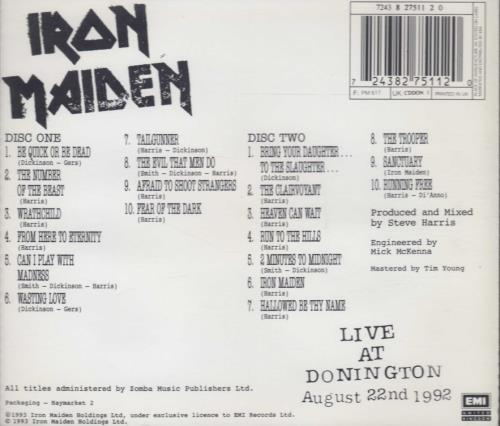 IRON
MAIDEN
7243 8 27511 2 0
7 24382 75112 0
F: PM 517
UK: CDDON 1
PRINTED IN UK
DISC ONE
1. BE QUICK OR BE DEAD
(Dickinson - Gers)
2. THE NUMBER
OF THE BEAST
(Harris)
3. WRATHCHILD
(Harris)
4. FROM HERE TO ETERNITY
(Harris)
5. CAN I PLAY WITH
MADNESS
(Smith - Dickinson - Harris)
6. WASTING LOVE
(Dickinson - Gers)
7. TAILGUNNER
(Harris - Dickinson)
8. THE EVIL THAT MEN DO
(Smith - Dickinson - Harris)
9. AFRAID TO SHOOT STRANGERS
(Harris)
10. FEAR OF THE DARK
(Harris)
DISC TWO
1. BRING YOUR DAUGHTER...
TO THE SLAUGHTER...
(Dickinson)
2. THE CLAIRVOYANT
(Harris)
3. HEAVEN CAN WAIT
(Harris)
4. RUN TO THE HILLS
(Harris)
5. 2 MINUTES TO MIDNIGHT
(Smith - Dickinson)
6. IRON MAIDEN
(Harris)
7. HALLOWED BE THY NAME
(Harris)
8. THE TROOPER
(Harris)
9. SANCTUARY
(Iron Maiden)
10. RUNNING FREE
(Harris - Di'Anno)
Produced and Mixed
by Steve Harris
Engineered by
Mick McKenna
Mastered by Tim Young
LIVE
AT
DONINGTON
August 22nd 1992
All titles administered by Zomba Music Publishers Ltd.
Packaging - Haymarket 2
℗1993 Iron Maiden Holdings Ltd, under exclusive licence to EMI Records Ltd.
©1993 Iron Maiden Holdings Ltd.
EMI
UNITED
KINGDOM